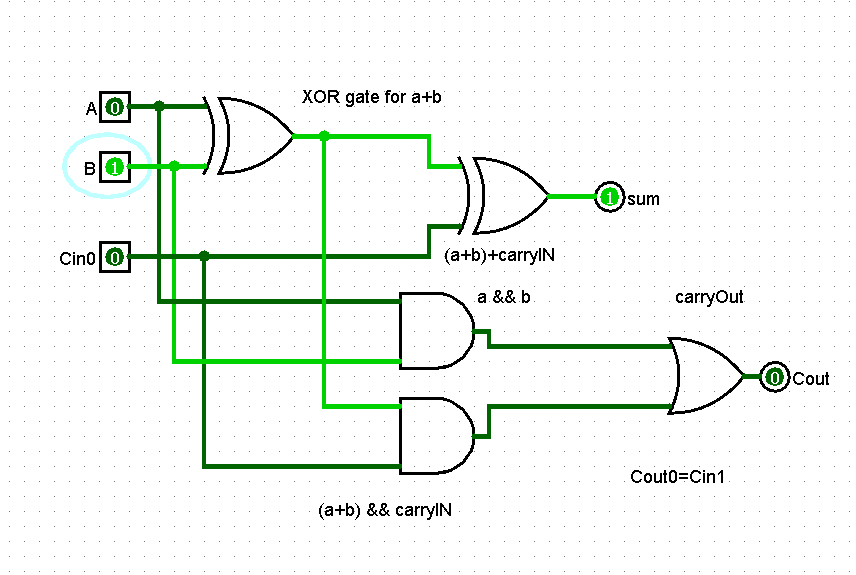 XOR gate for a+b
A 0
B 1
1 sum
Cin0 0
(a+b)+carryIN
a && b
carryOut
0 Cout
Cout0=Cin1
(a+b) && carryIN